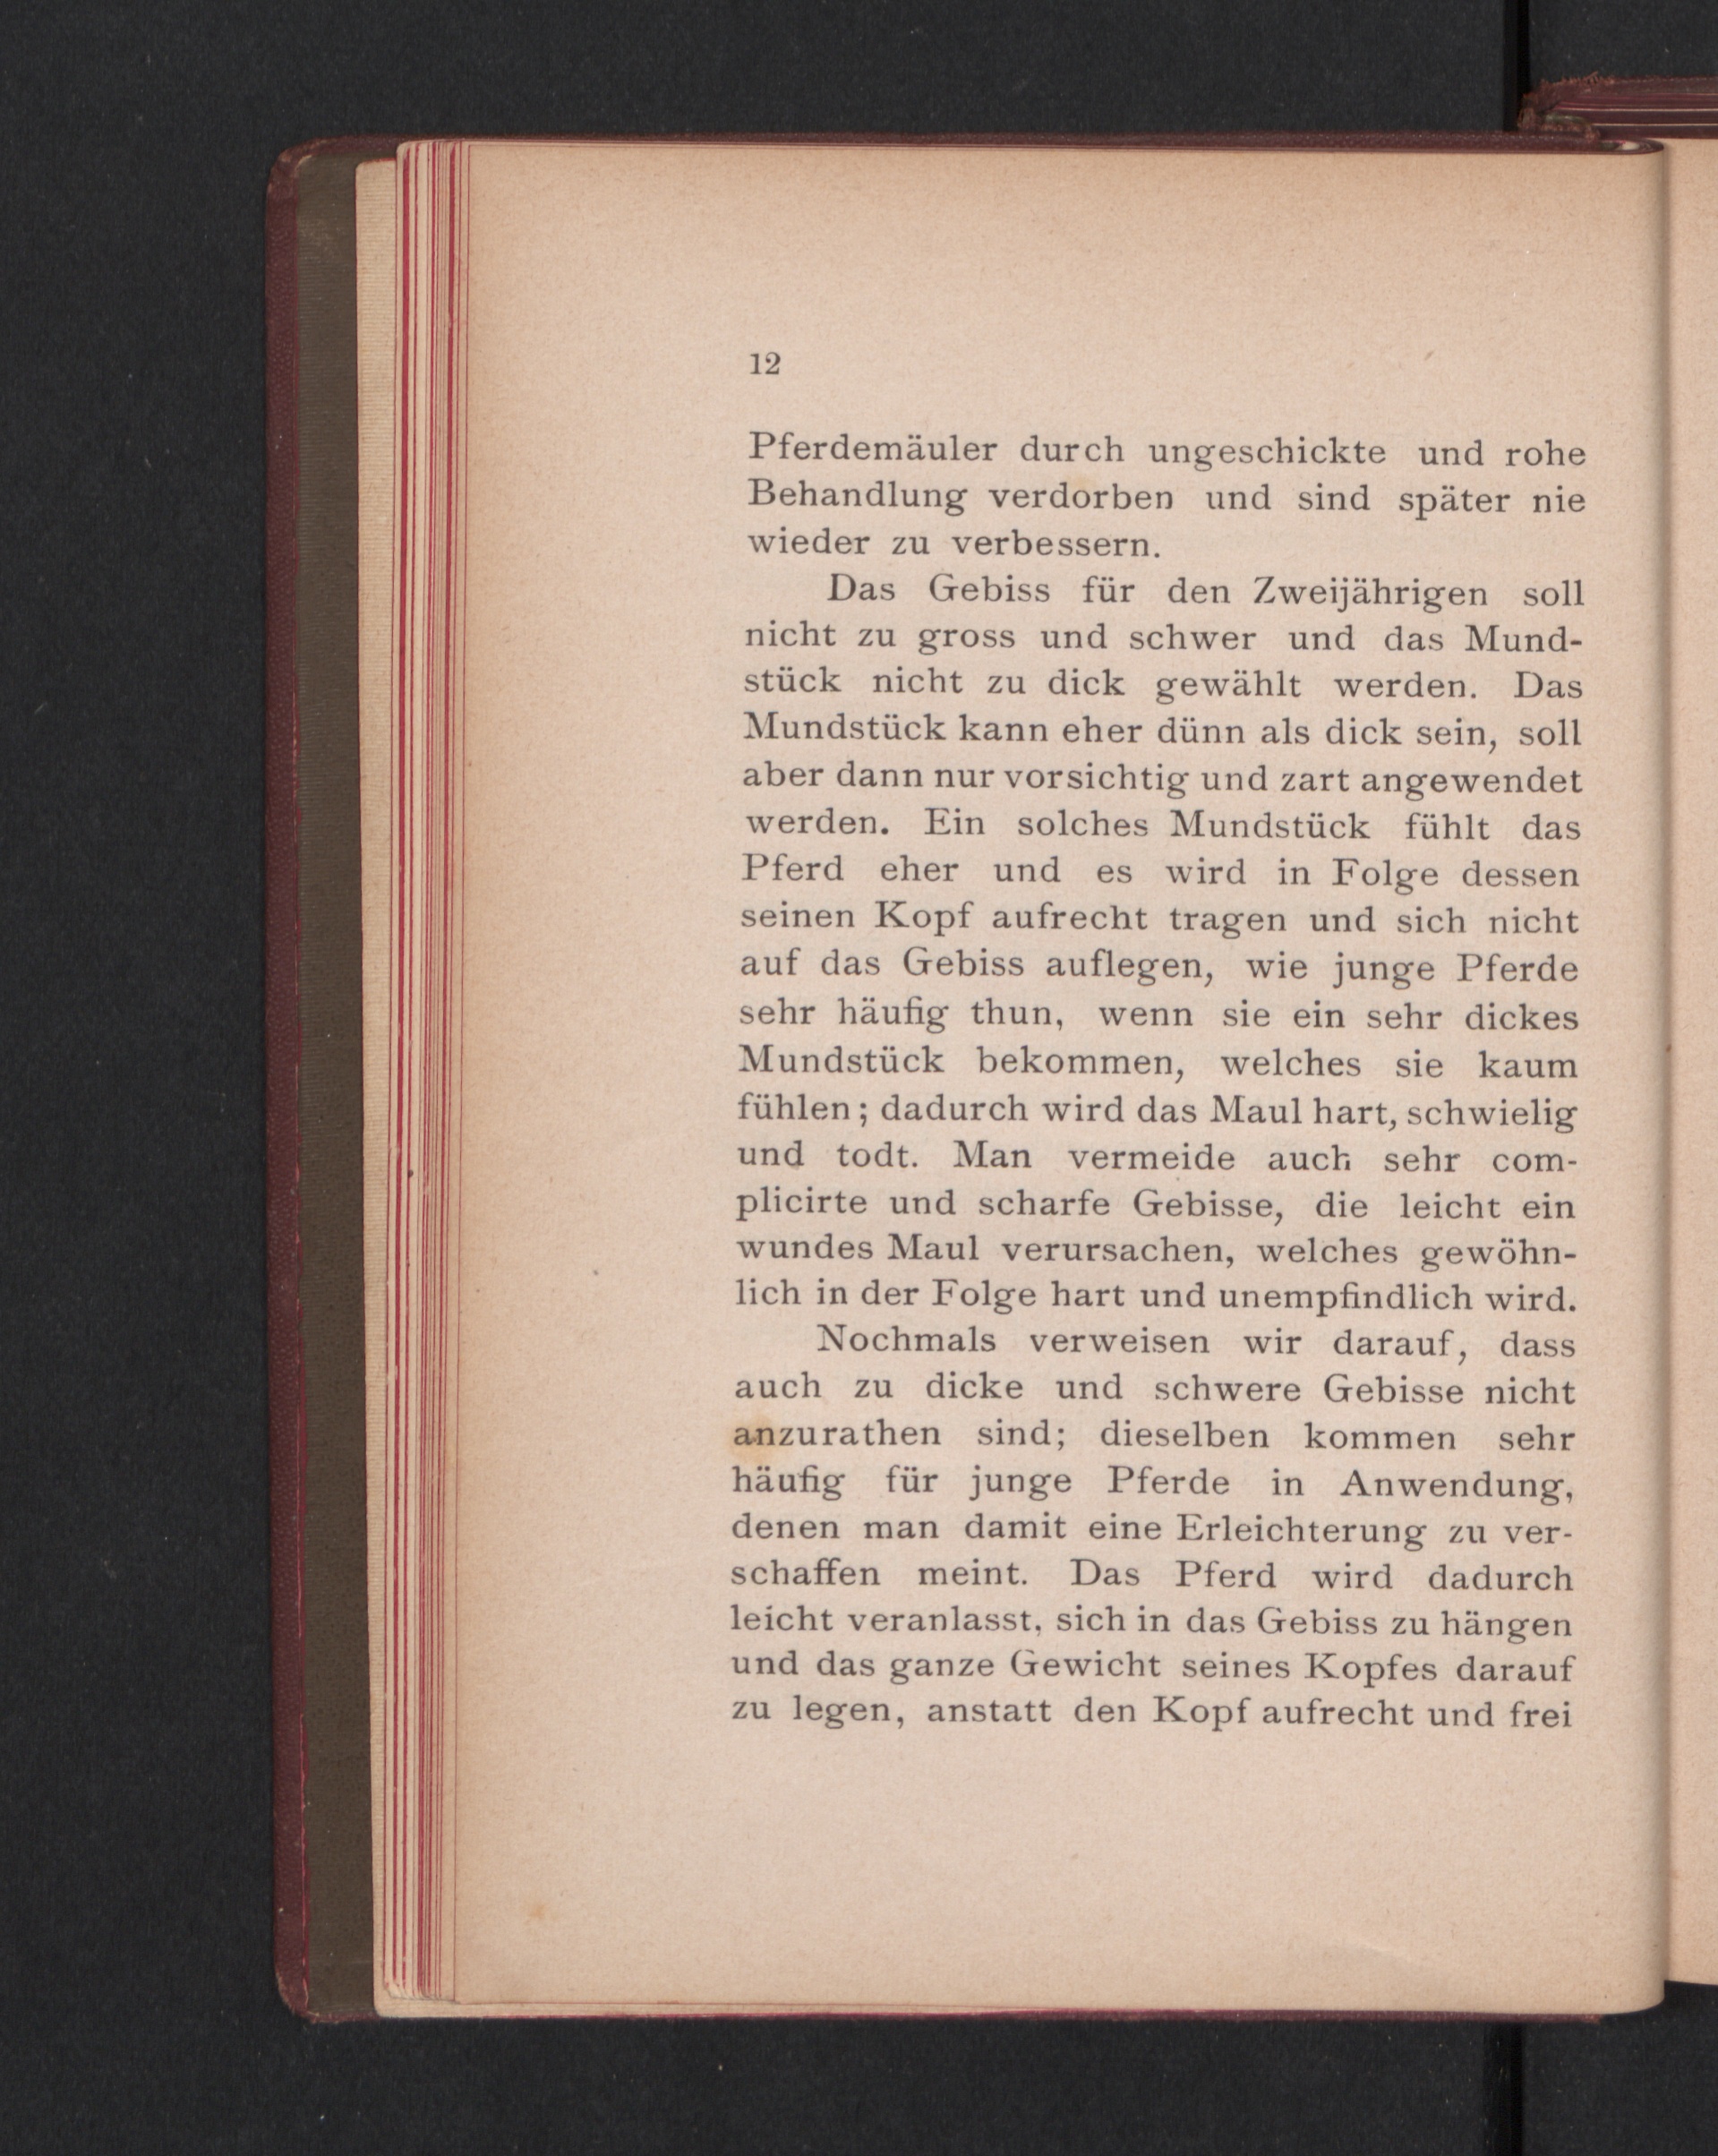 12
Pferdemäuler durch ungeschickte und rohe
Behandlung verdorben und sind später nie
wieder zu verbessern.
Das Gebiss für den Zweijährigen soll
nicht zu gross und schwer und das Mund-
stück nicht zu dick gewählt werden. Das
Mundstück kann eher dünn als dick sein, soll
aber dann nur vorsichtig und zart angewendet
werden. Ein solches Mundstück fühlt das
Pferd eher und es wird in Folge dessen
seinen Kopf aufrecht tragen und sich nicht
auf das Gebiss auflegen, wie junge Pferde
sehr häufig thun, wenn sie ein sehr dickes
Mundstück bekommen, welches sie kaum
fühlen; dadurch wird das Maul hart, schwielig
und todt. Man vermeide auch sehr com-
plicirte und scharfe Gebisse, die leicht ein
wundes Maul verursachen, welches gewöhn-
lich in der Folge hart und unempfindlich wird.
Nochmals verweisen wir darauf, dass
auch zu dicke und schwere Gebisse nicht
anzurathen sind; dieselben kommen sehr
häufig für junge Pferde in Anwendung,
denen man damit eine Erleichterung zu ver-
schaffen meint. Das Pferd wird dadurch
leicht veranlasst, sich in das Gebiss zu hängen
und das ganze Gewicht seines Kopfes darauf
zu legen, anstatt den Kopf aufrecht und frei